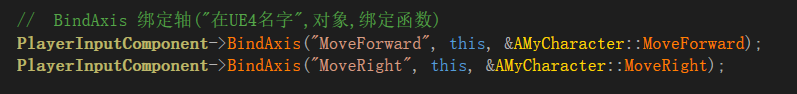 //  BindAxis 绑定轴("在UE4名字",对象,绑定函数)
PlayerInputComponent->BindAxis("MoveForward", this, &AMyCharacter::MoveForward);
PlayerInputComponent->BindAxis("MoveRight", this, &AMyCharacter::MoveRight);